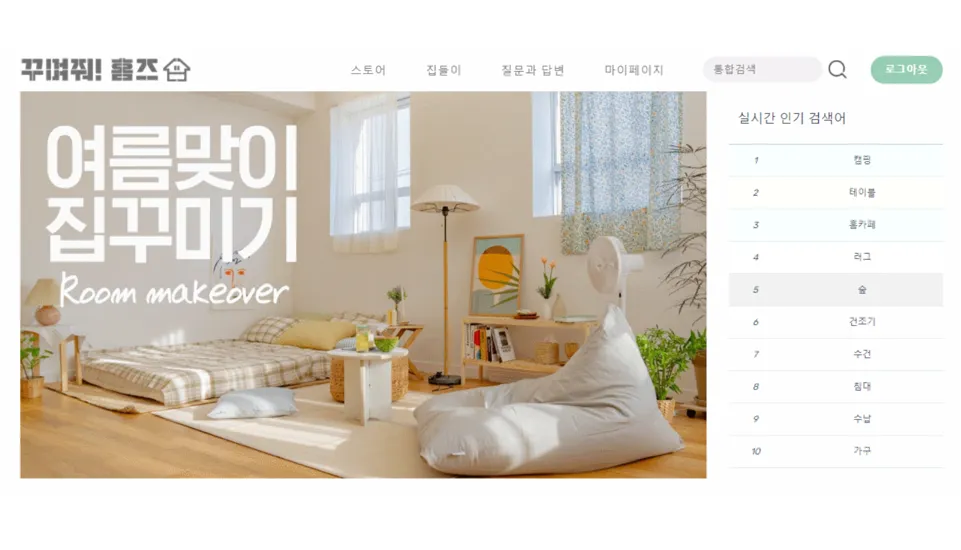 꾸며줘! 홈즈
스토어 집들이 질문과 답변 마이페이지 통합검색 로그아웃
여름맞이
집꾸미기
Room makeover
실시간 인기 검색어
1 캠핑
2 테이블
3 홈카페
4 러그
5 숲
6 건조기
7 수건
8 침대
9 수납
10 가구